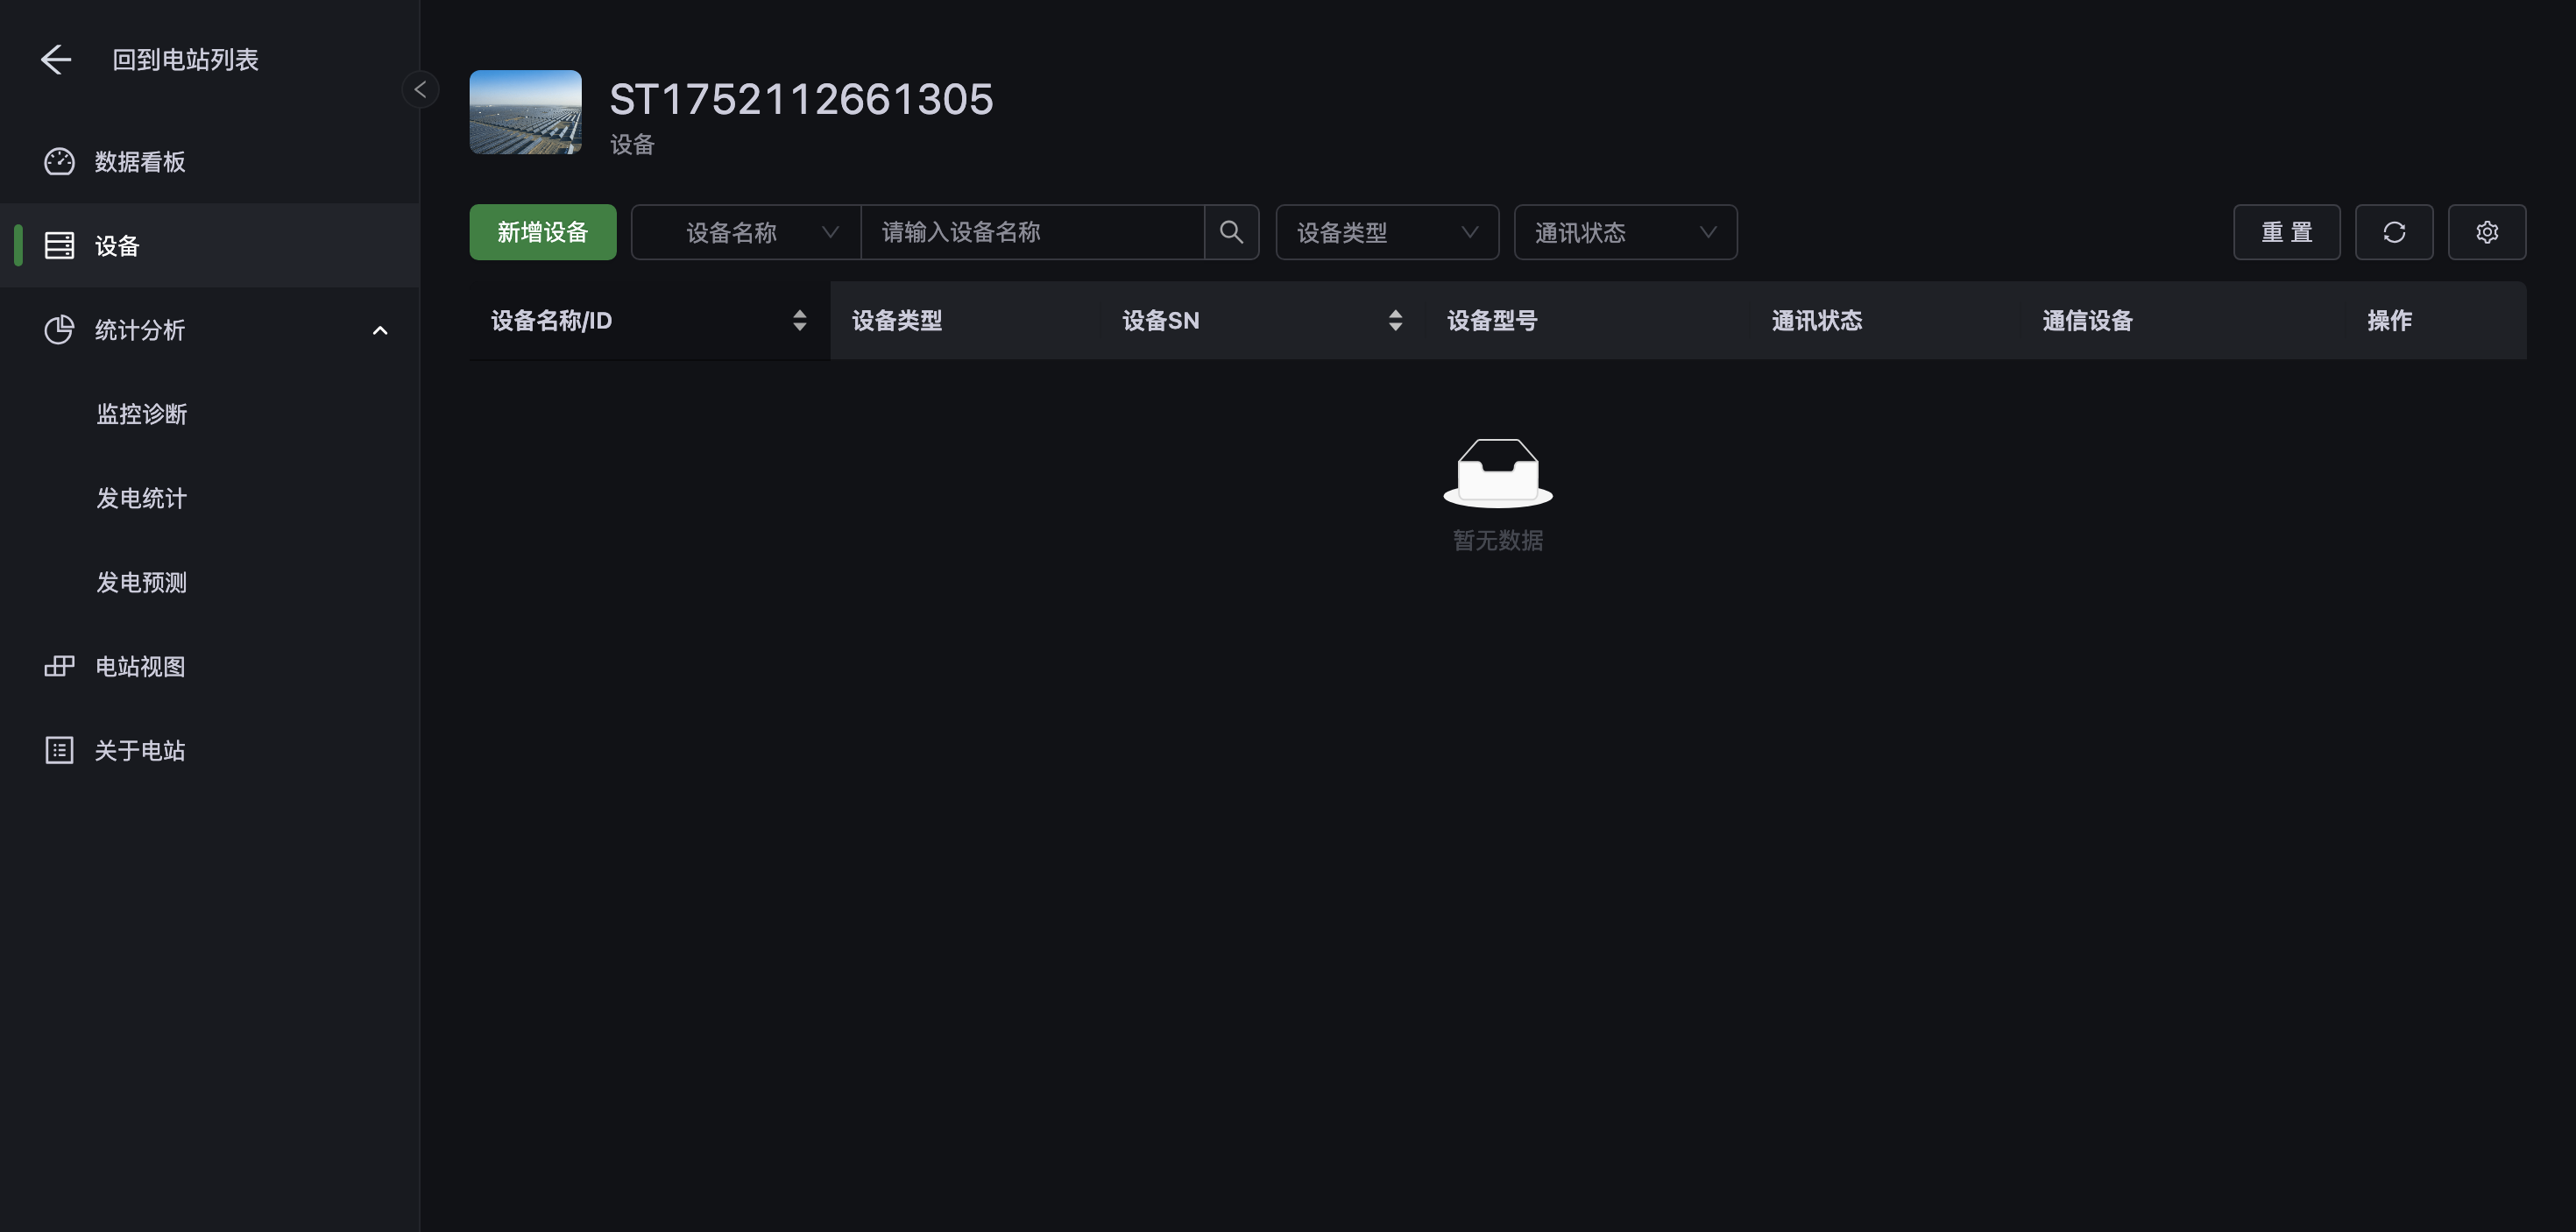 回到电站列表
数据看板
设备
统计分析
监控诊断
发电统计
发电预测
电站视图
关于电站
ST1752112661305
设备
新增设备 设备名称 请输入设备名称 设备类型 通讯状态 重 置
设备名称/ID 设备类型 设备SN 设备型号 通讯状态 通信设备 操作
暂无数据